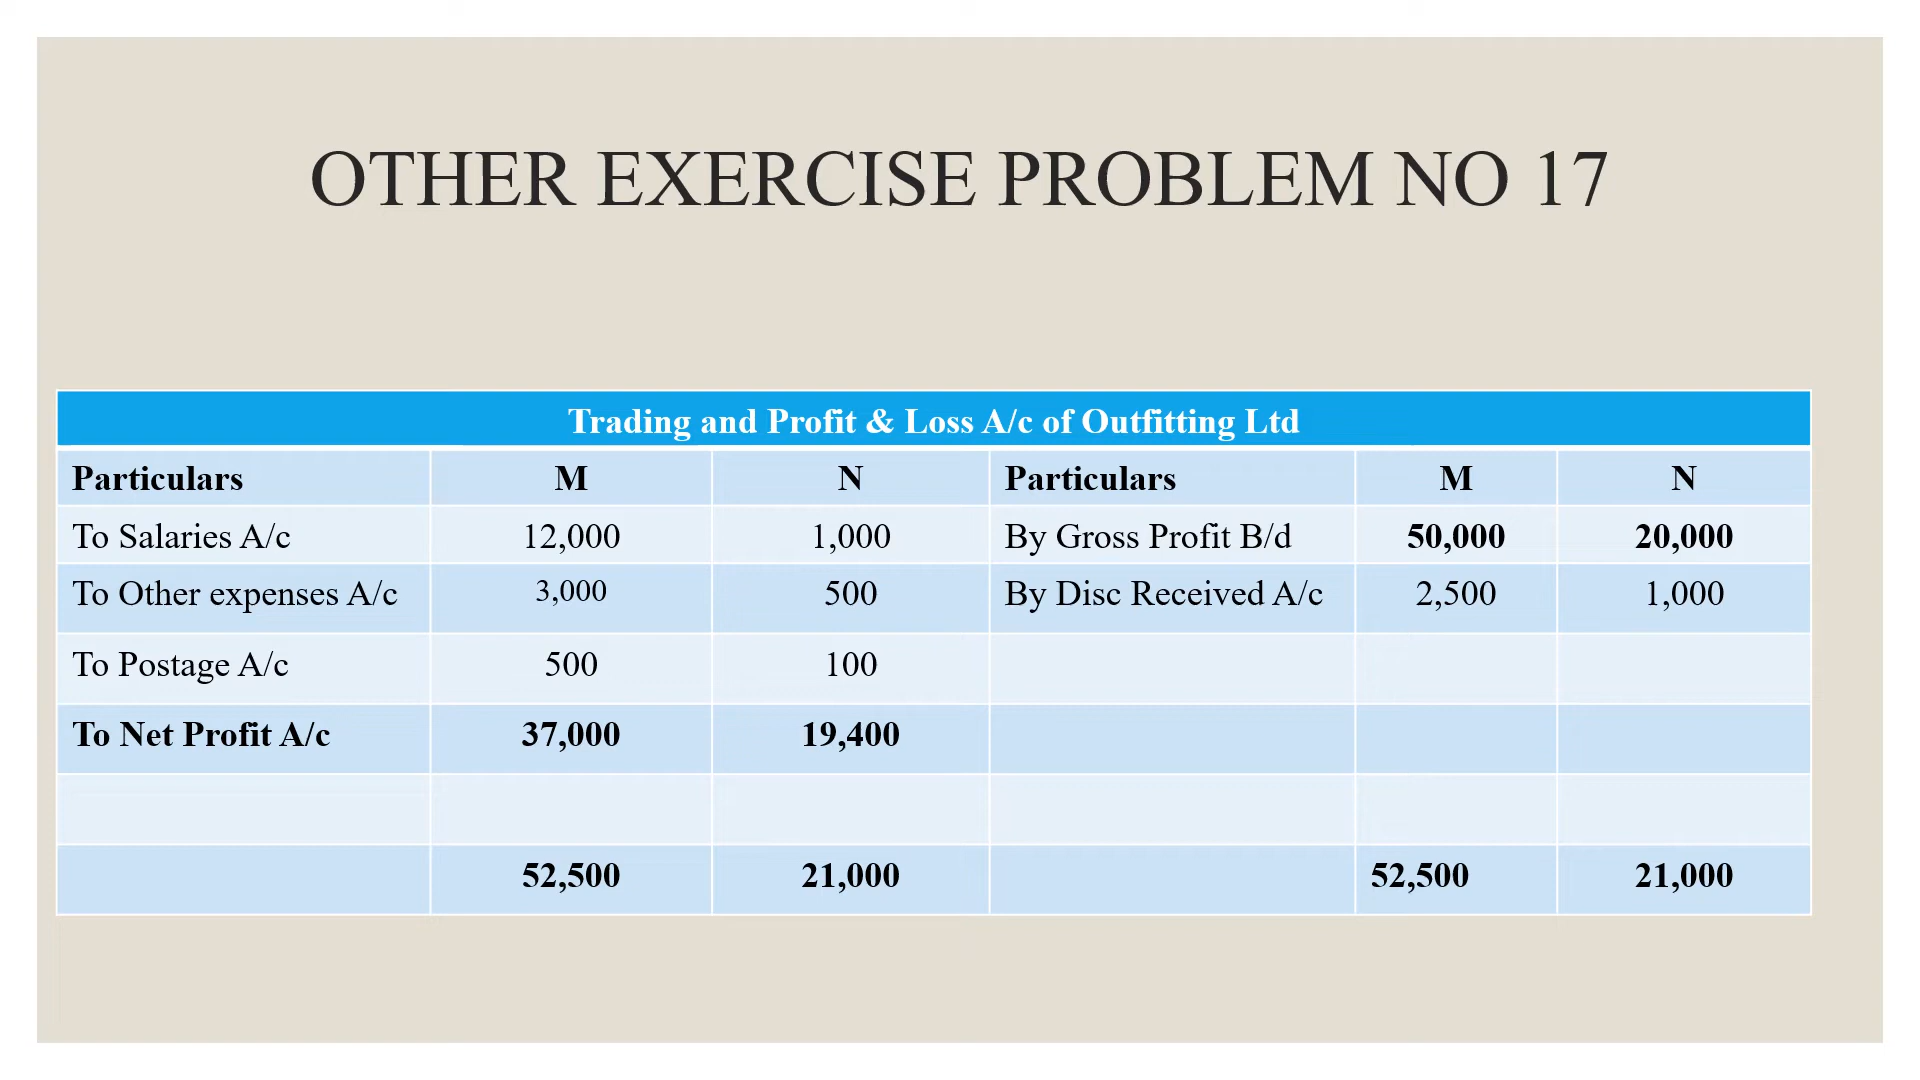 OTHER EXERCISE PROBLEM NO 17
Trading and Profit & Loss A/c of Outfitting Ltd
Particulars M N Particulars M N
To Salaries A/c 12,000 1,000 By Gross Profit B/d 50,000 20,000
To Other expenses A/c 3,000 500 By Disc Received A/c 2,500 1,000
To Postage A/c 500 100
To Net Profit A/c 37,000 19,400
52,500 21,000 52,500 21,000